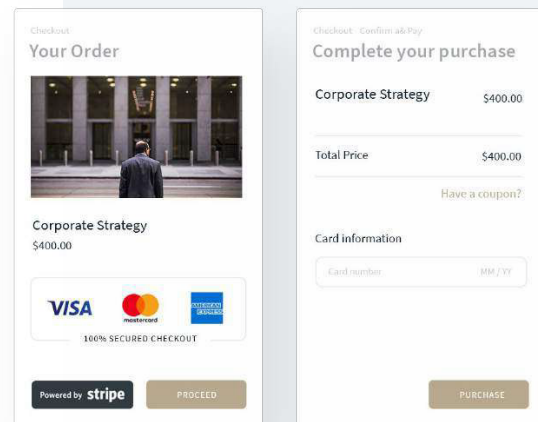 Checkout
Your Order
Corporate Strategy
$400.00
VISA
mastercard
AMERICAN
EXPRESS
100% SECURED CHECKOUT
Powered by stripe
PROCEED
Checkout Confirm a& Pay
Complete your purchase
Corporate Strategy $400.00
Total Price $400.00
Have a coupon?
Card information
Card number MM / YY
PURCHASE